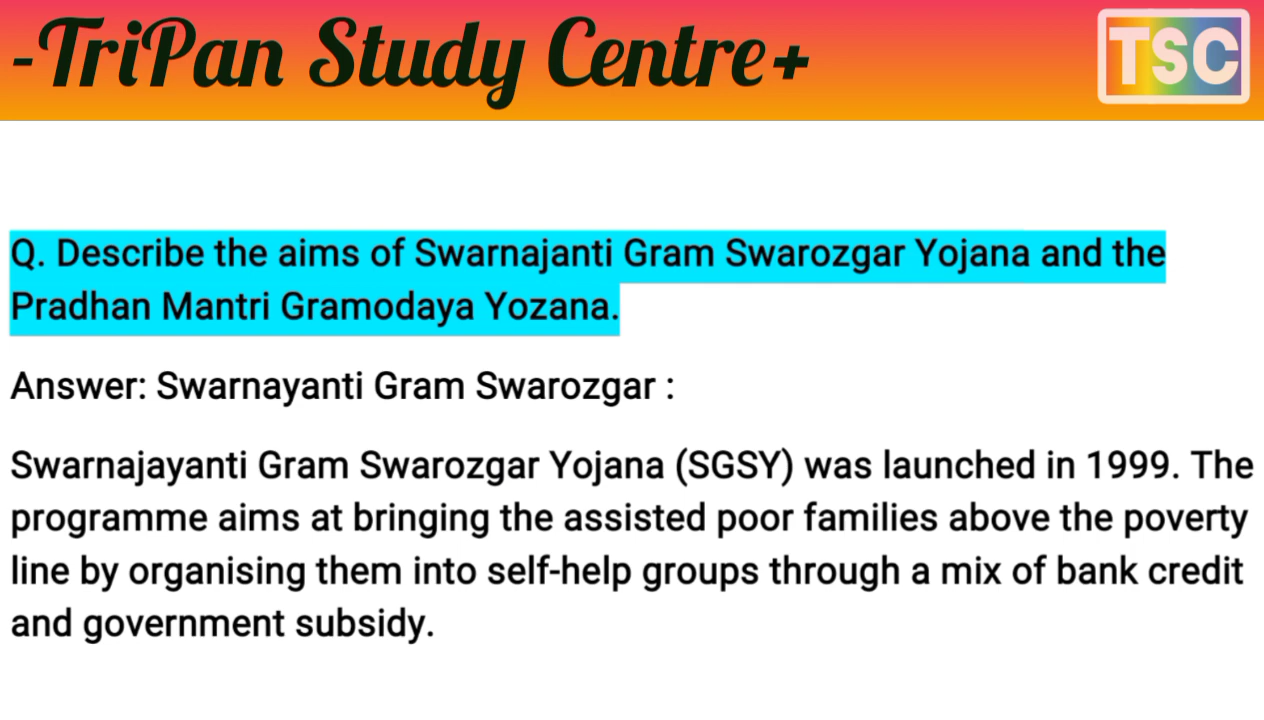 -TriPan Study Centre+
TSC
Q. Describe the aims of Swarnajanti Gram Swarozgar Yojana and the
Pradhan Mantri Gramodaya Yozana.
Answer: Swarnayanti Gram Swarozgar :
Swarnajayanti Gram Swarozgar Yojana (SGSY) was launched in 1999. The
programme aims at bringing the assisted poor families above the poverty
line by organising them into self-help groups through a mix of bank credit
and government subsidy.